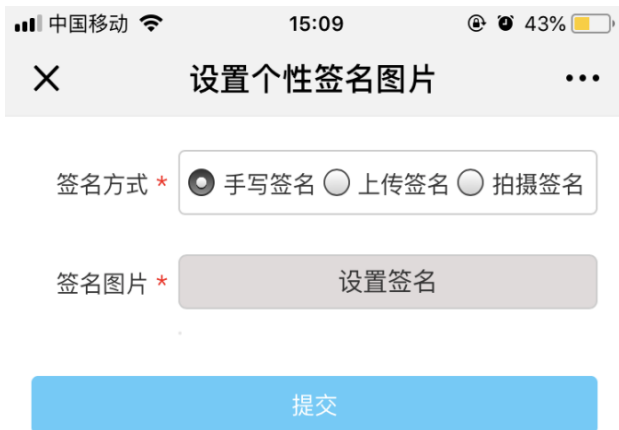 中国移动 15:09 43%
设置个性签名图片
签名方式 * 手写签名 上传签名 拍摄签名
签名图片 * 设置签名
提交